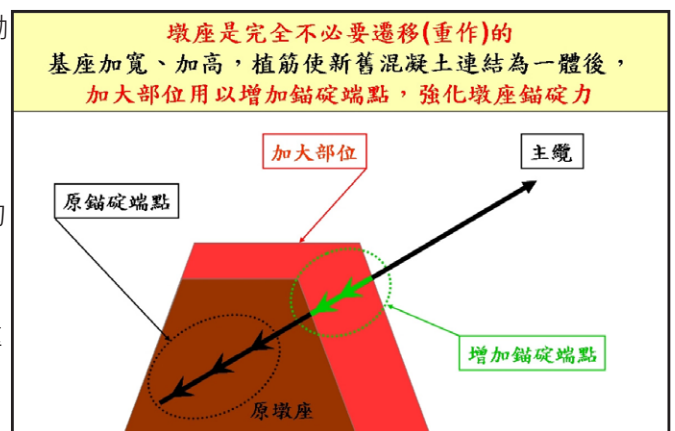 墩座是完全不必要遷移(重作)的
基座加寬、加高，植筋使新舊混凝土連結為一體後，
加大部位用以增加錨碇端點，強化墩座錨碇力
加大部位
主纜
原錨碇端點
增加錨碇端點
原墩座